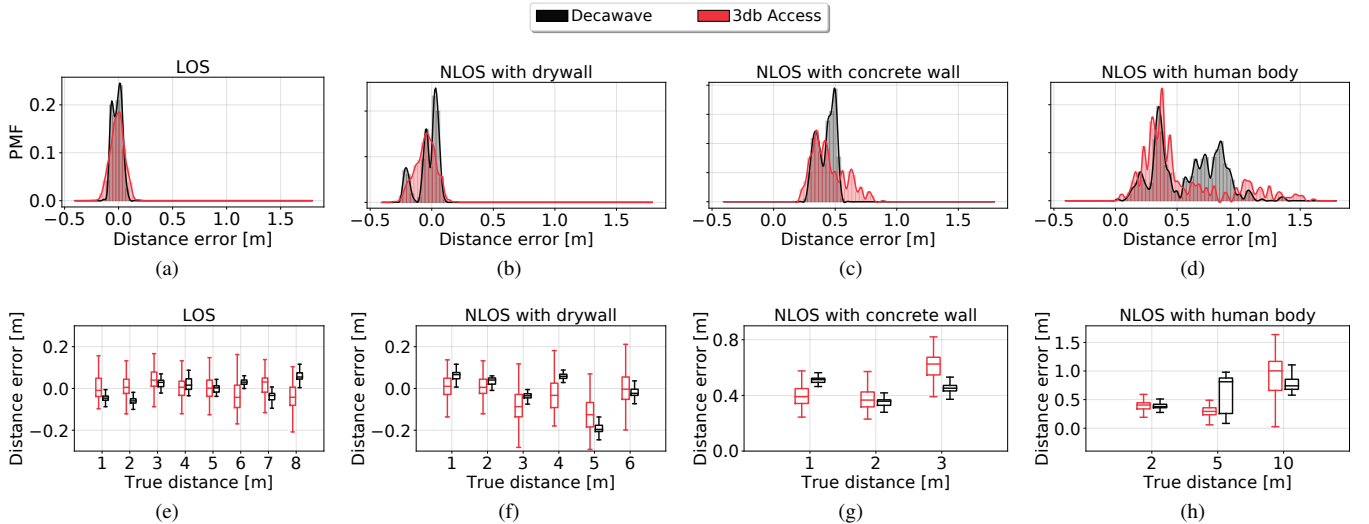 Decawave 3db Access
LOS
NLOS with drywall
NLOS with concrete wall
NLOS with human body
PMF
0.2
0.1
0.0
−0.5 0.0 0.5 1.0 1.5
−0.5 0.0 0.5 1.0 1.5
−0.5 0.0 0.5 1.0 1.5
−0.5 0.0 0.5 1.0 1.5
Distance error [m]
Distance error [m]
Distance error [m]
Distance error [m]
(a)
(b)
(c)
(d)
LOS
NLOS with drywall
NLOS with concrete wall
NLOS with human body
Distance error [m]
0.2
0.0
−0.2
1 2 3 4 5 6 7 8
True distance [m]
(e)
Distance error [m]
0.2
0.0
−0.2
1 2 3 4 5 6
True distance [m]
(f)
Distance error [m]
0.8
0.4
0.0
1 2 3
True distance [m]
(g)
Distance error [m]
1.5
1.0
0.5
0.0
2 5 10
True distance [m]
(h)